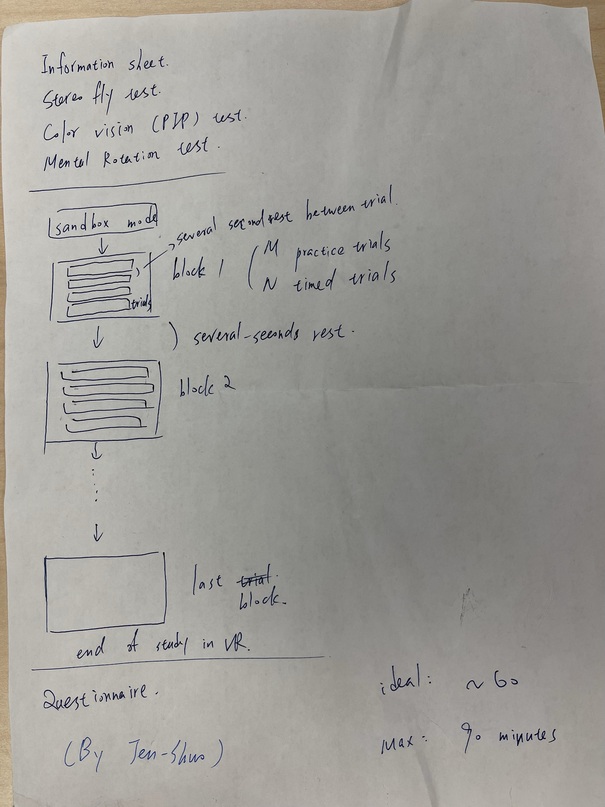 Information sheet.
Stereo fly test.
Color vision (PIP) test.
Mental Rotation test.
sandbox mode
several second rest between trial.
block 1
M practice trials
N timed trials
trials
several-seconds rest.
block 2
last trial.
block.
end of study in VR.
Questionnaire.
ideal: ~ 60
Max: 90 minutes
(By Jen-Shuo)